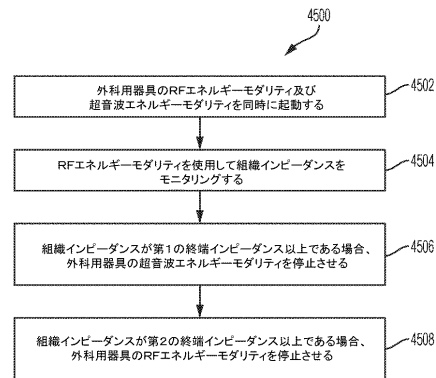 4500
外科用器具のRFエネルギーモダリティ及び
超音波エネルギーモダリティを同時に起動する
4502
RFエネルギーモダリティを使用して組織インピーダンスを
モニタリングする
4504
組織インピーダンスが第1の終端インピーダンス以上である場合、
外科用器具の超音波エネルギーモダリティを停止させる
4506
組織インピーダンスが第2の終端インピーダンス以上である場合、
外科用器具のRFエネルギーモダリティを停止させる
4508